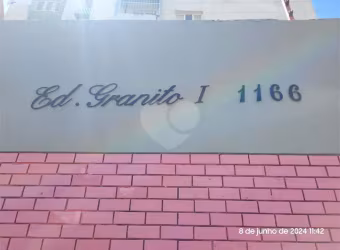 Ed. Granito I 1166
8 de junho de 2024 11:42